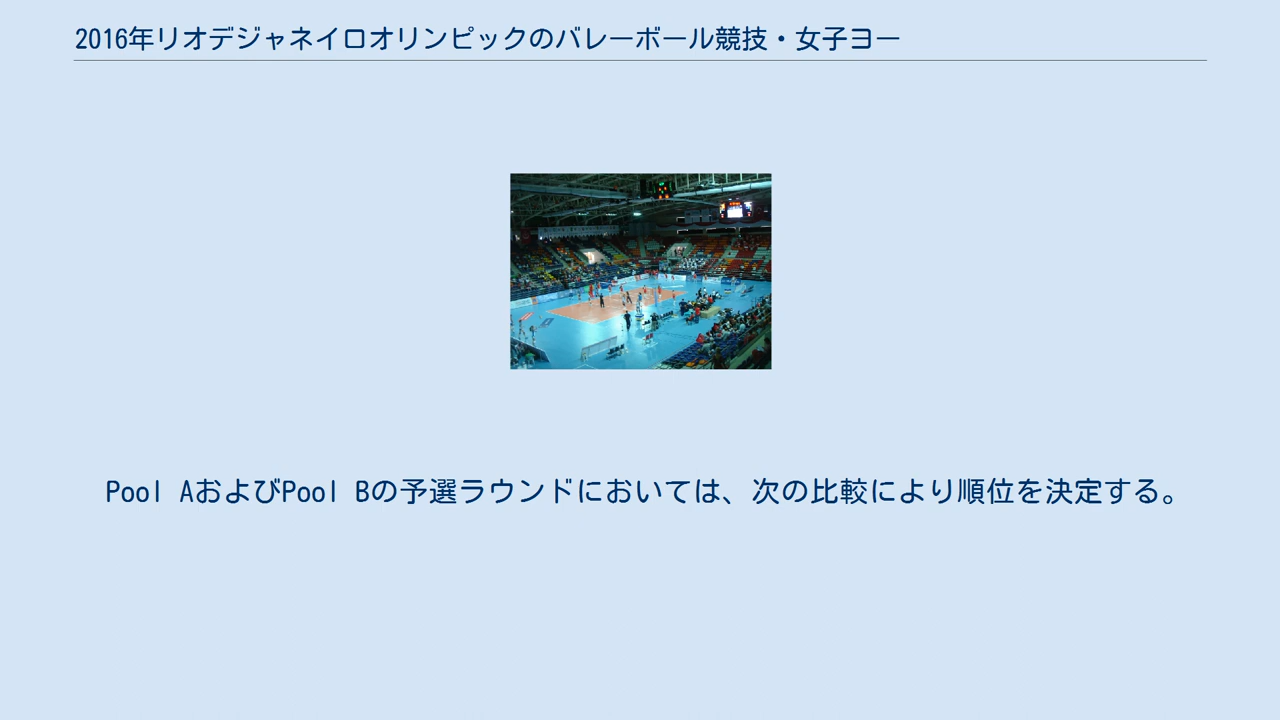 2016年リオデジャネイロオリンピックのバレーボール競技・女子ヨー
Pool AおよびPool Bの予選ラウンドにおいては、次の比較により順位を決定する。